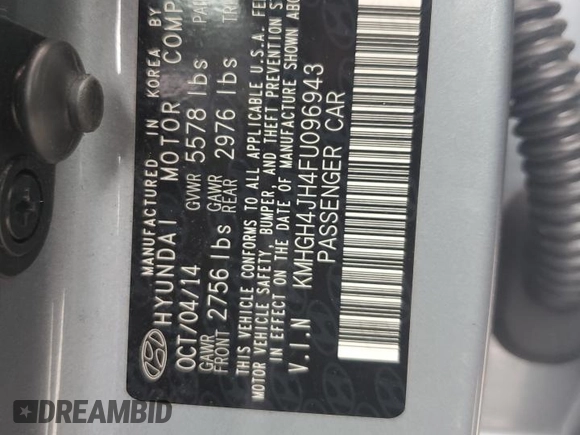 MANUFACTURED IN KOREA BY
HYUNDAI MOTOR COMP
OCT/04/14 GVWR 5578 lbs
GAWR FRONT 2756 lbs GAWR REAR 2976 lbs
THIS VEHICLE CONFORMS TO ALL APPLICABLE U.S.A. FE
MOTOR VEHICLE SAFETY, BUMPER, AND THEFT PREVENTION S
IN EFFECT ON THE DATE OF MANUFACTURE SHOWN ABO
V.I.N KMHGH4JH4FU096943
PASSENGER CAR
DREAMBID